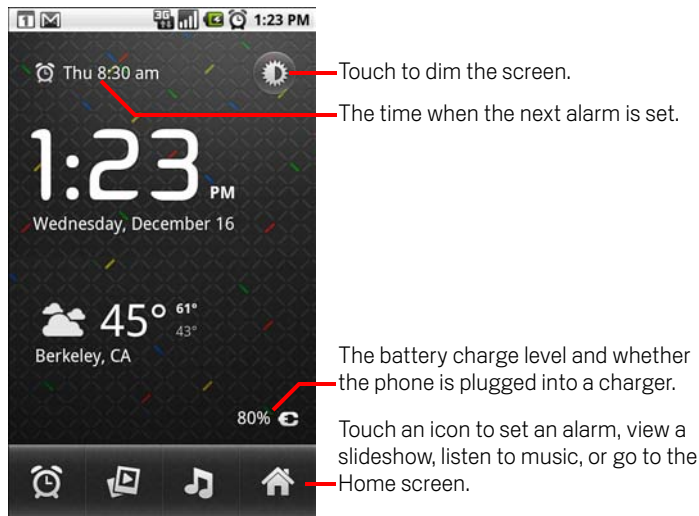 1 3G 1:23 PM
Thu 8:30 am
Touch to dim the screen.
The time when the next alarm is set.
1:23 PM
Wednesday, December 16
45° 61°
43°
Berkeley, CA
The battery charge level and whether
the phone is plugged into a charger.
80%
Touch an icon to set an alarm, view a
slideshow, listen to music, or go to the
Home screen.